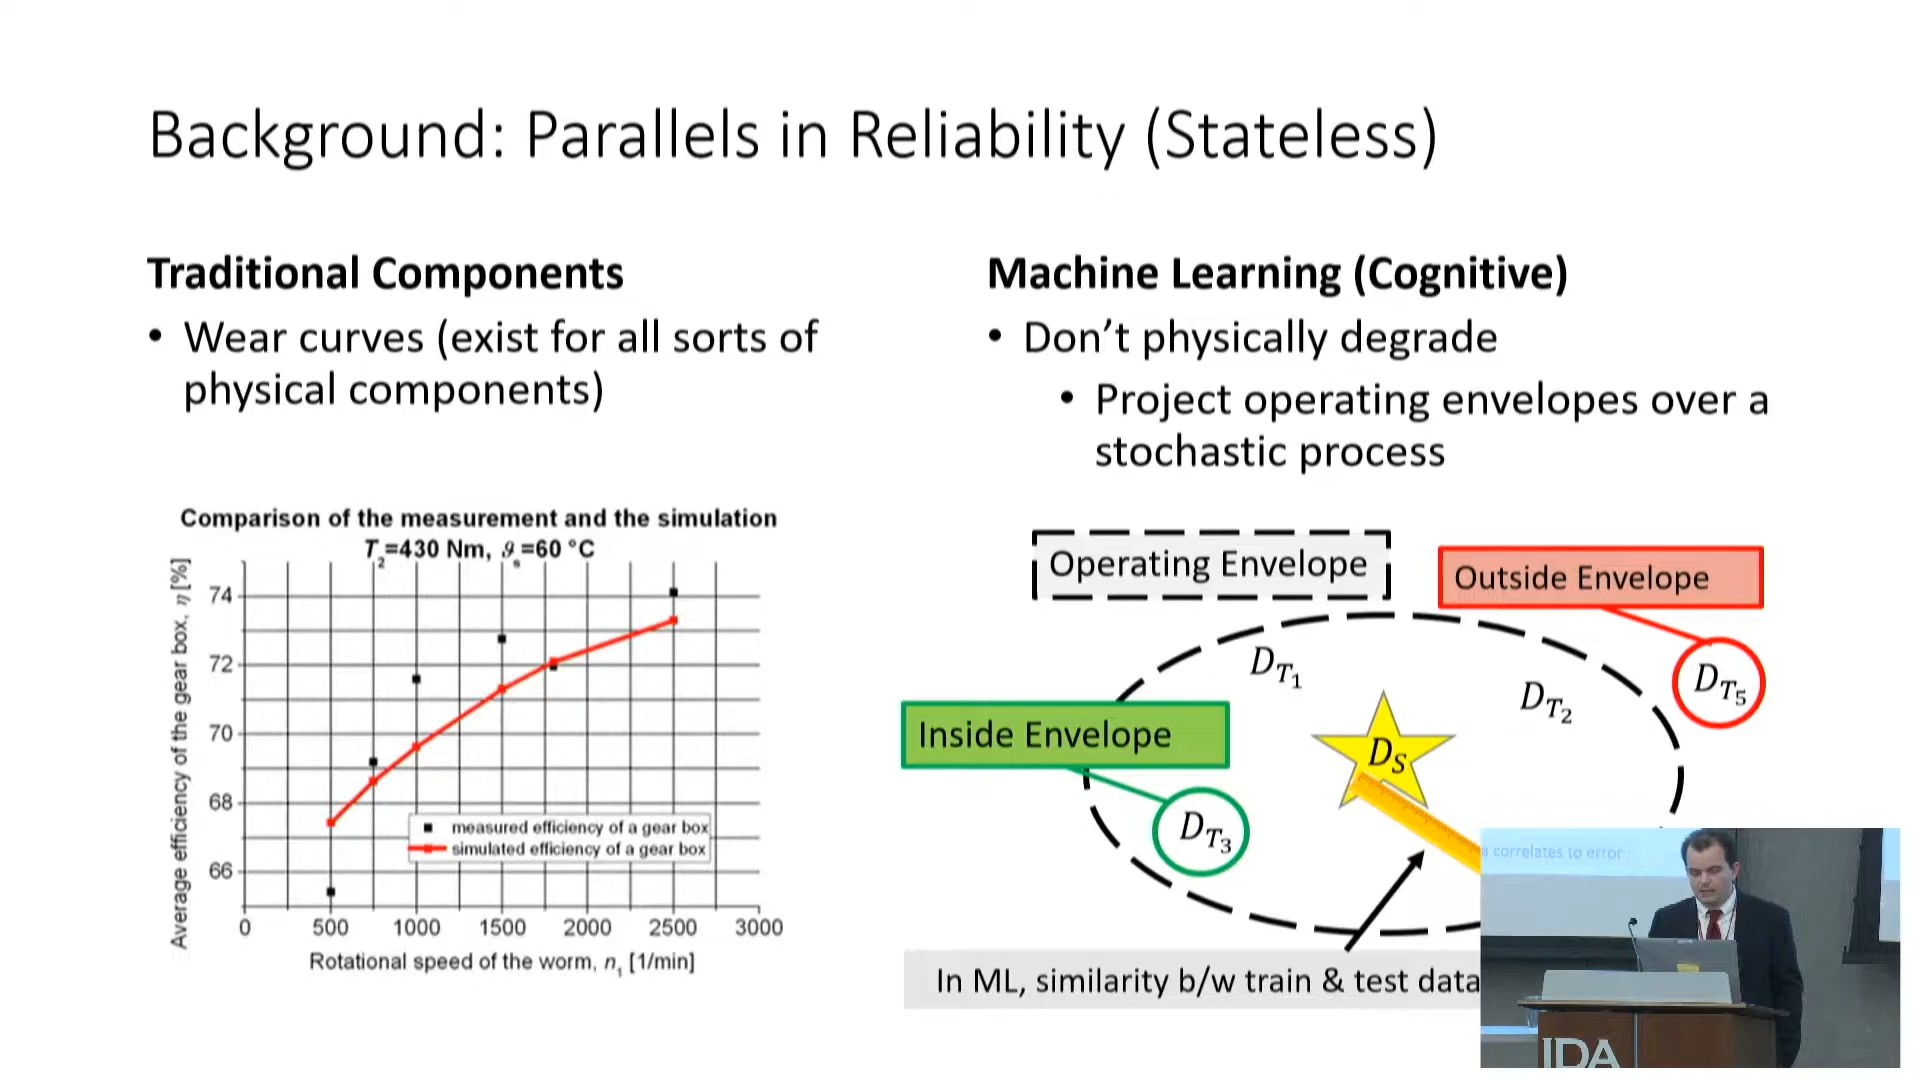 Background: Parallels in Reliability (Stateless)
Traditional Components
• Wear curves (exist for all sorts of
physical components)
Comparison of the measurement and the simulation
T₂=430 Nm, ϑₛ=60 °C
Average efficiency of the gear box, η [%]
74
72
70
68
66
measured efficiency of a gear box
simulated efficiency of a gear box
0 500 1000 1500 2000 2500 3000
Rotational speed of the worm, n₁ [1/min]
Machine Learning (Cognitive)
• Don’t physically degrade
• Project operating envelopes over a
stochastic process
Operating Envelope
Outside Envelope
D_T₁
D_T₂
D_T₅
Inside Envelope
D_S
D_T₃
In ML, similarity b/w train & test data
a correlates to error
IDA